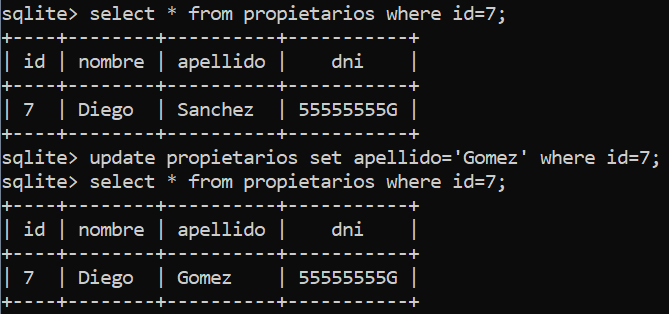 sqlite> select * from propietarios where id=7;
+----+--------+----------+-----------+
| id | nombre | apellido |    dni    |
+----+--------+----------+-----------+
| 7  | Diego  | Sanchez  | 55555555G |
+----+--------+----------+-----------+
sqlite> update propietarios set apellido='Gomez' where id=7;
sqlite> select * from propietarios where id=7;
+----+--------+----------+-----------+
| id | nombre | apellido |    dni    |
+----+--------+----------+-----------+
| 7  | Diego  | Gomez    | 55555555G |
+----+--------+----------+-----------+